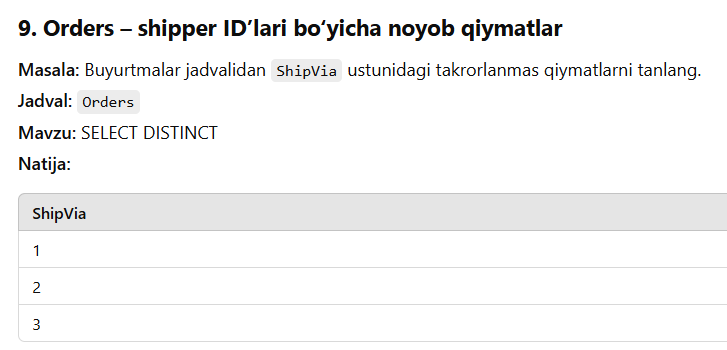 9. Orders – shipper ID’lari bo‘yicha noyob qiymatlar
Masala: Buyurtmalar jadvalidan ShipVia ustunidagi takrorlanmas qiymatlarni tanlang.
Jadval: Orders
Mavzu: SELECT DISTINCT
Natija:
ShipVia
1
2
3